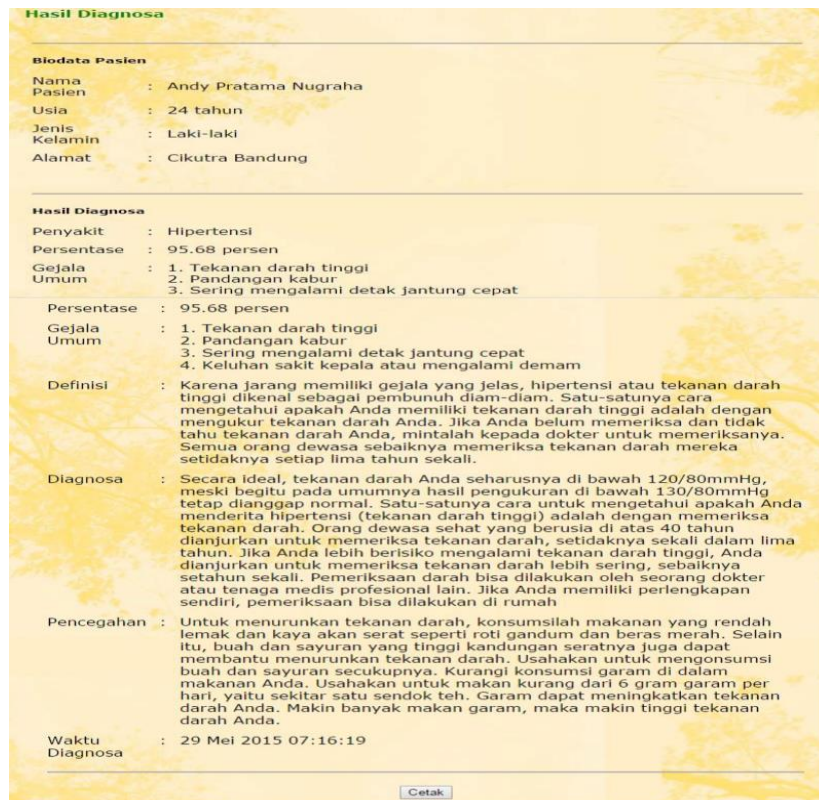 Hasil Diagnosa
Biodata Pasien
Nama Pasien : Andy Pratama Nugraha
Usia : 24 tahun
Jenis Kelamin : Laki-laki
Alamat : Cikutra Bandung
Hasil Diagnosa
Penyakit : Hipertensi
Persentase : 95.68 persen
Gejala Umum : 1. Tekanan darah tinggi
2. Pandangan kabur
3. Sering mengalami detak jantung cepat
Persentase : 95.68 persen
Gejala Umum : 1. Tekanan darah tinggi
2. Pandangan kabur
3. Sering mengalami detak jantung cepat
4. Keluhan sakit kepala atau mengalami demam
Definisi : Karena jarang memiliki gejala yang jelas, hipertensi atau tekanan darah
tinggi dikenal sebagai pembunuh diam-diam. Satu-satunya cara
mengetahui apakah Anda memiliki tekanan darah tinggi adalah dengan
mengukur tekanan darah Anda. Jika Anda belum memeriksa dan tidak
tahu tekanan darah Anda, mintalah kepada dokter untuk memeriksanya.
Semua orang dewasa sebaiknya memeriksa tekanan darah mereka
setidaknya setiap lima tahun sekali.
Diagnosa : Secara ideal, tekanan darah Anda seharusnya di bawah 120/80mmHg,
meski begitu pada umumnya hasil pengukuran di bawah 130/80mmHg
tetap dianggap normal. Satu-satunya cara untuk mengetahui apakah Anda
menderita hipertensi (tekanan darah tinggi) adalah dengan memeriksa
tekanan darah. Orang dewasa sehat yang berusia di atas 40 tahun
dianjurkan untuk memeriksa tekanan darah, setidaknya sekali dalam lima
tahun. Jika Anda lebih berisiko mengalami tekanan darah tinggi, Anda
dianjurkan untuk memeriksa tekanan darah lebih sering, sebaiknya
setahun sekali. Pemeriksaan darah bisa dilakukan oleh seorang dokter
atau tenaga medis profesional lain. Jika Anda memiliki perlengkapan
sendiri, pemeriksaan bisa dilakukan di rumah
Pencegahan : Untuk menurunkan tekanan darah, konsumsilah makanan yang rendah
lemak dan kaya akan serat seperti roti gandum dan beras merah. Selain
itu, buah dan sayuran yang tinggi kandungan seratnya juga dapat
membantu menurunkan tekanan darah. Usahakan untuk mengonsumsi
buah dan sayuran secukupnya. Kurangi konsumsi garam di dalam
makanan Anda. Usahakan untuk makan kurang dari 6 gram garam per
hari, yaitu sekitar satu sendok teh. Garam dapat meningkatkan tekanan
darah Anda. Makin banyak makan garam, maka makin tinggi tekanan
darah Anda.
Waktu Diagnosa : 29 Mei 2015 07:16:19
Cetak